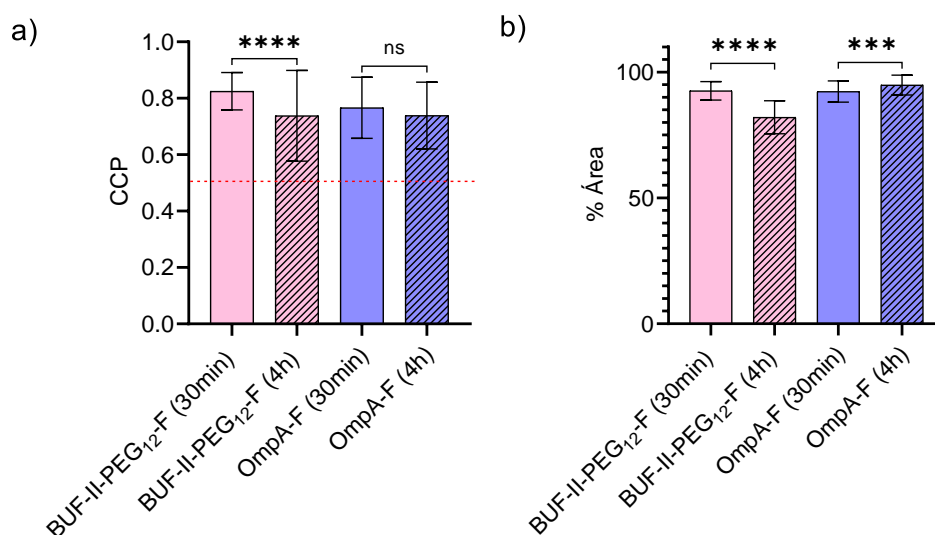 a)
CCP
1.0
0.8
0.6
0.4
0.2
0.0
****
ns
BUF-II-PEG₁₂-F (30min)
BUF-II-PEG₁₂-F (4h)
OmpA-F (30min)
OmpA-F (4h)
b)
% Área
100
50
0
****
***
BUF-II-PEG₁₂-F (30min)
BUF-II-PEG₁₂-F (4h)
OmpA-F (30min)
OmpA-F (4h)